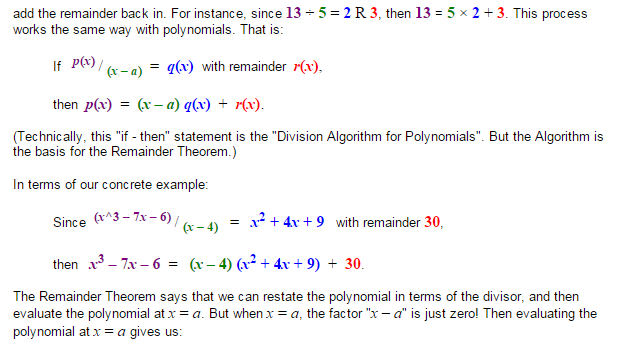 add the remainder back in. For instance, since 13 ÷ 5 = 2 R 3, then 13 = 5 × 2 + 3. This process
works the same way with polynomials. That is:
If p(x) / (x – a) = q(x) with remainder r(x),
then p(x) = (x – a) q(x) + r(x).
(Technically, this "if - then" statement is the "Division Algorithm for Polynomials". But the Algorithm is
the basis for the Remainder Theorem.)
In terms of our concrete example:
Since (x^3 – 7x – 6) / (x – 4) = x² + 4x + 9 with remainder 30,
then x³ – 7x – 6 = (x – 4) (x² + 4x + 9) + 30.
The Remainder Theorem says that we can restate the polynomial in terms of the divisor, and then
evaluate the polynomial at x = a. But when x = a, the factor "x – a" is just zero! Then evaluating the
polynomial at x = a gives us: